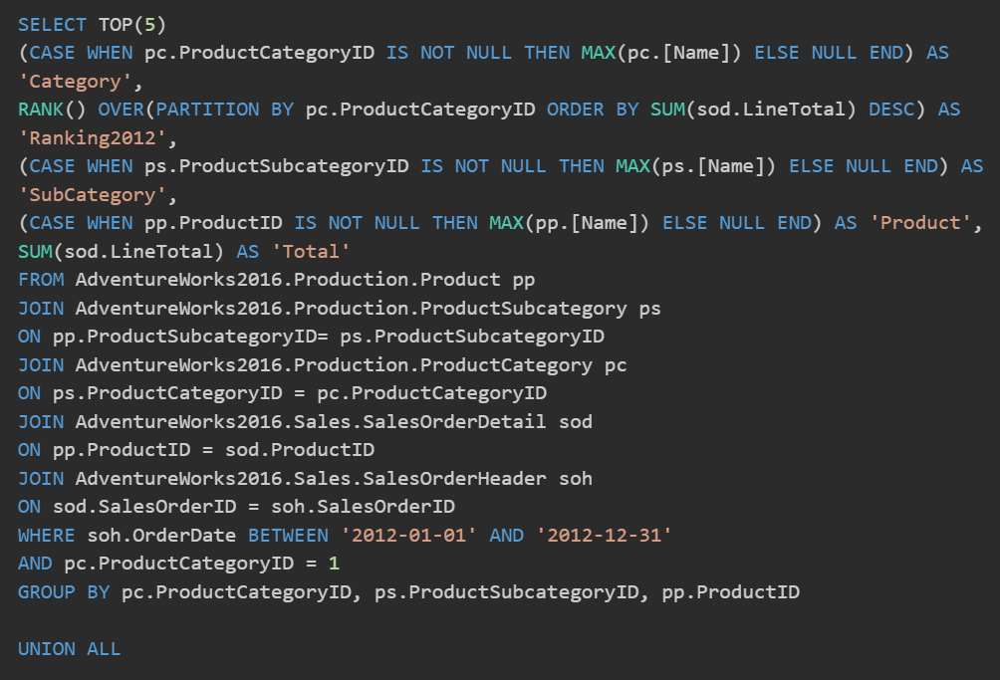 SELECT TOP(5)
(CASE WHEN pc.ProductCategoryID IS NOT NULL THEN MAX(pc.[Name]) ELSE NULL END) AS
'Category',
RANK() OVER(PARTITION BY pc.ProductCategoryID ORDER BY SUM(sod.LineTotal) DESC) AS
'Ranking2012',
(CASE WHEN ps.ProductSubcategoryID IS NOT NULL THEN MAX(ps.[Name]) ELSE NULL END) AS
'SubCategory',
(CASE WHEN pp.ProductID IS NOT NULL THEN MAX(pp.[Name]) ELSE NULL END) AS 'Product',
SUM(sod.LineTotal) AS 'Total'
FROM AdventureWorks2016.Production.Product pp
JOIN AdventureWorks2016.Production.ProductSubcategory ps
ON pp.ProductSubcategoryID= ps.ProductSubcategoryID
JOIN AdventureWorks2016.Production.ProductCategory pc
ON ps.ProductCategoryID = pc.ProductCategoryID
JOIN AdventureWorks2016.Sales.SalesOrderDetail sod
ON pp.ProductID = sod.ProductID
JOIN AdventureWorks2016.Sales.SalesOrderHeader soh
ON sod.SalesOrderID = soh.SalesOrderID
WHERE soh.OrderDate BETWEEN '2012-01-01' AND '2012-12-31'
AND pc.ProductCategoryID = 1
GROUP BY pc.ProductCategoryID, ps.ProductSubcategoryID, pp.ProductID
UNION ALL